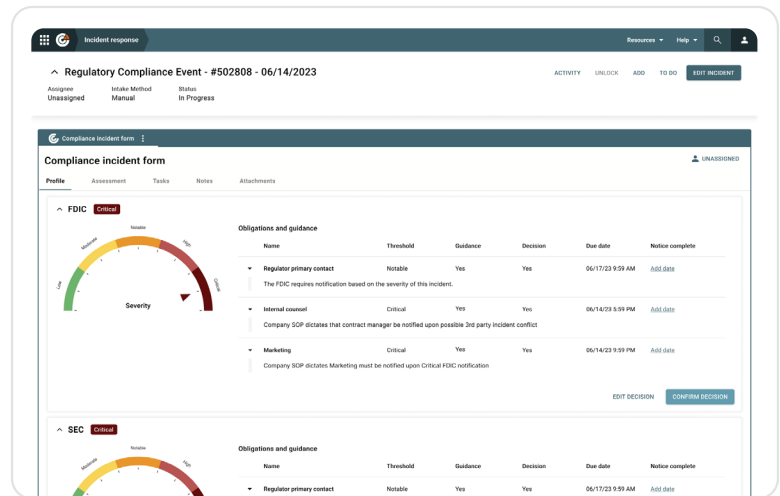 Incident response
Resources Help
Regulatory Compliance Event - #502808 - 06/14/2023
ACTIVITY UNLOCK ADD TO DO EDIT INCIDENT
Assignee Intake Method Status
Unassigned Manual In Progress
Compliance incident form
Compliance incident form
UNASSIGNED
Profile Assessment Tasks Notes Attachments
FDIC Critical
Low Moderate Notable High Critical
Severity
Obligations and guidance
Name Threshold Guidance Decision Due date Notice complete
Regulator primary contact Notable Yes Yes 06/17/23 9:59 AM Add date
The FDIC requires notification based on the severity of this incident.
Internal counsel Critical Yes Yes 06/14/23 5:59 PM Add date
Company SOP dictates that contract manager be notified upon possible 3rd party incident conflict
Marketing Critical Yes Yes 06/14/23 9:59 PM Add date
Company SOP dictates Marketing must be notified upon Critical FDIC notification
EDIT DECISION CONFIRM DECISION
SEC Critical
Moderate Notable High
Obligations and guidance
Name Threshold Guidance Decision Due date Notice complete
Regulator primary contact Notable Yes Yes 06/17/23 9:59 AM Add date